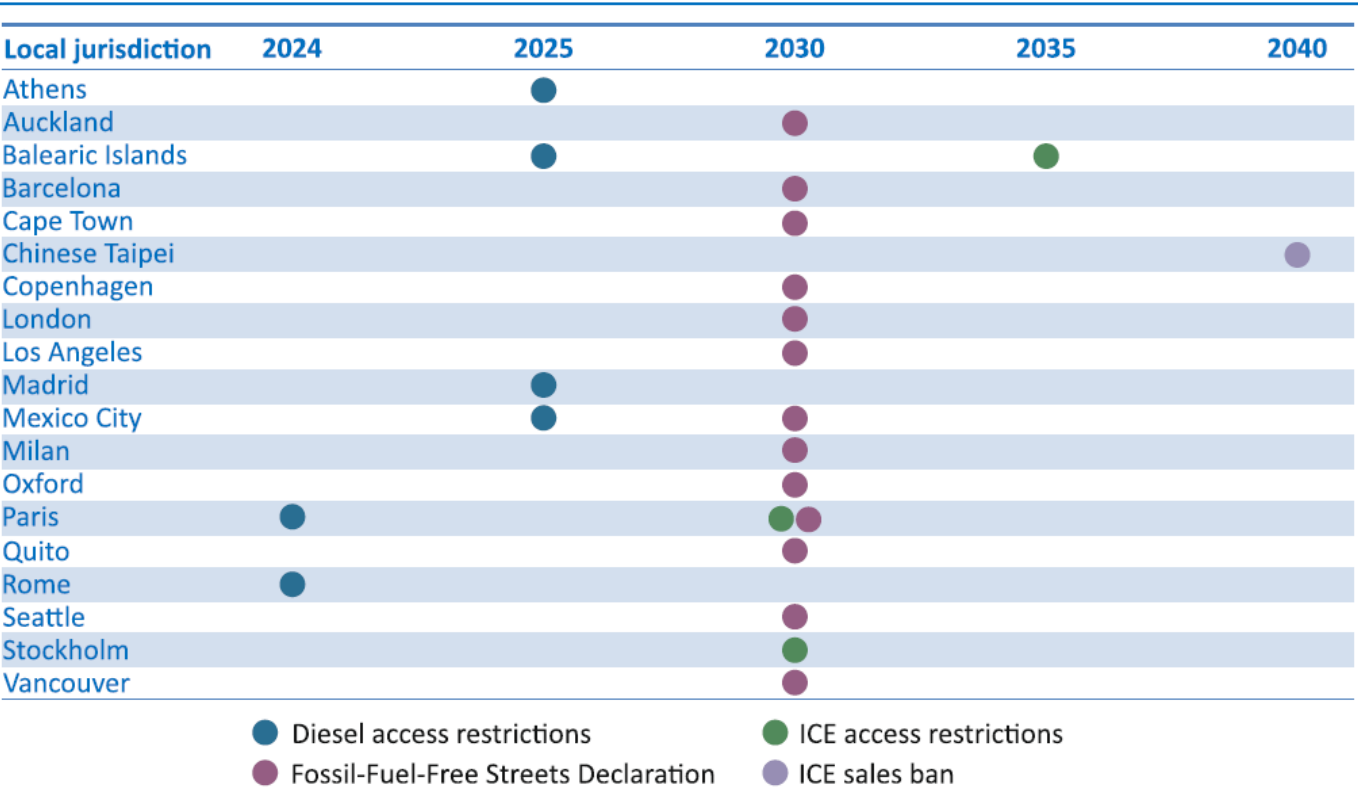 Local jurisdiction 2024 2025 2030 2035 2040
Athens
Auckland
Balearic Islands
Barcelona
Cape Town
Chinese Taipei
Copenhagen
London
Los Angeles
Madrid
Mexico City
Milan
Oxford
Paris
Quito
Rome
Seattle
Stockholm
Vancouver
Diesel access restrictions ICE access restrictions
Fossil-Fuel-Free Streets Declaration ICE sales ban